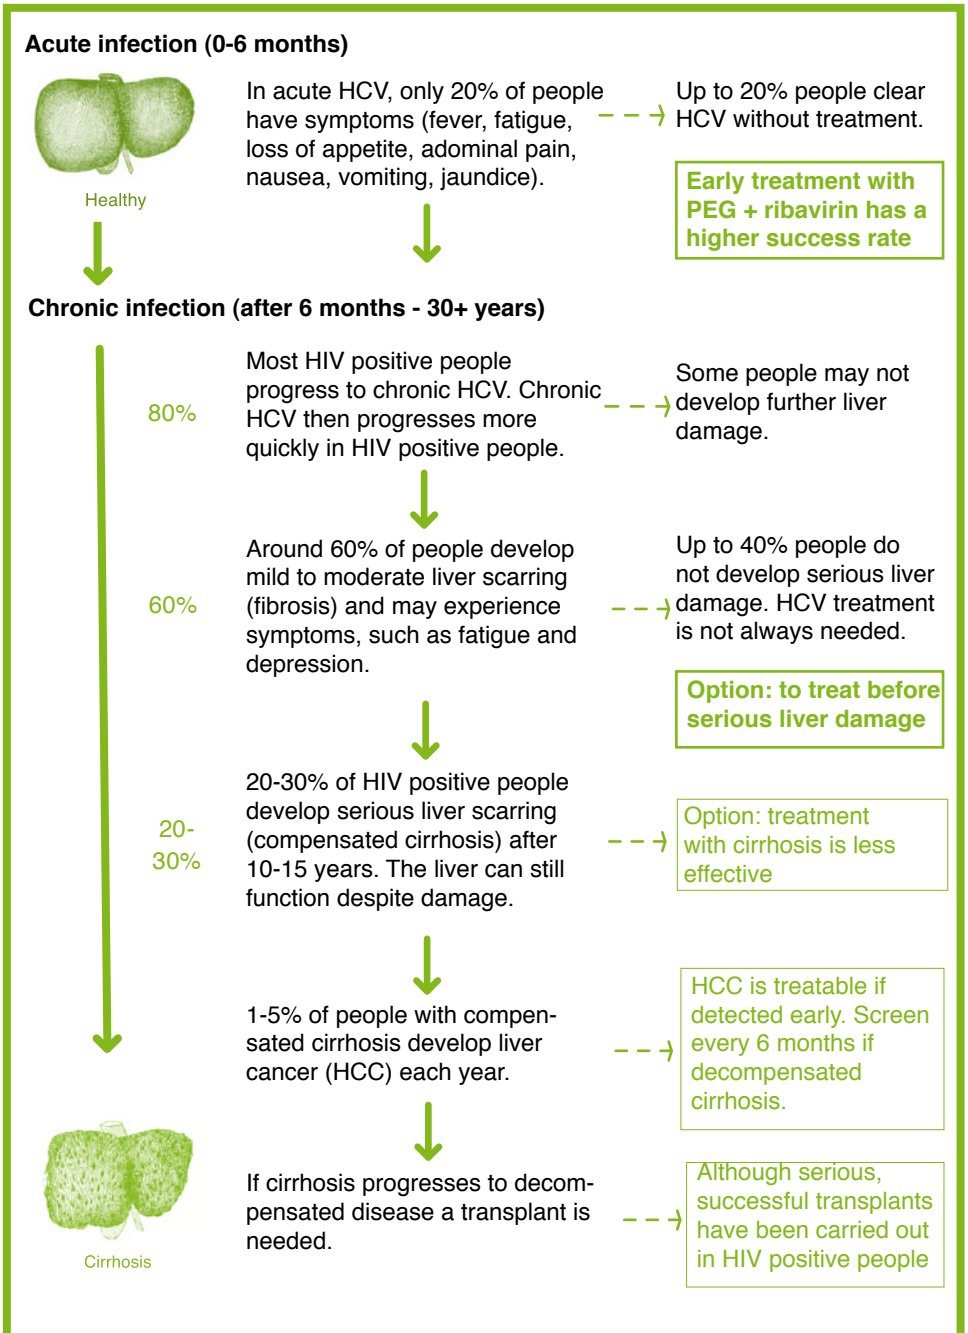 Acute infection (0-6 months)
Healthy
In acute HCV, only 20% of people
have symptoms (fever, fatigue,
loss of appetite, adominal pain,
nausea, vomiting, jaundice).
Up to 20% people clear
HCV without treatment.
Early treatment with
PEG + ribavirin has a
higher success rate
Chronic infection (after 6 months - 30+ years)
80%
Most HIV positive people
progress to chronic HCV. Chronic
HCV then progresses more
quickly in HIV positive people.
Some people may not
develop further liver
damage.
60%
Around 60% of people develop
mild to moderate liver scarring
(fibrosis) and may experience
symptoms, such as fatigue and
depression.
Up to 40% people do
not develop serious liver
damage. HCV treatment
is not always needed.
Option: to treat before
serious liver damage
20-
30%
20-30% of HIV positive people
develop serious liver scarring
(compensated cirrhosis) after
10-15 years. The liver can still
function despite damage.
Option: treatment
with cirrhosis is less
effective
1-5% of people with compen-
sated cirrhosis develop liver
cancer (HCC) each year.
HCC is treatable if
detected early. Screen
every 6 months if
decompensated
cirrhosis.
Cirrhosis
If cirrhosis progresses to decom-
pensated disease a transplant is
needed.
Although serious,
successful transplants
have been carried out
in HIV positive people